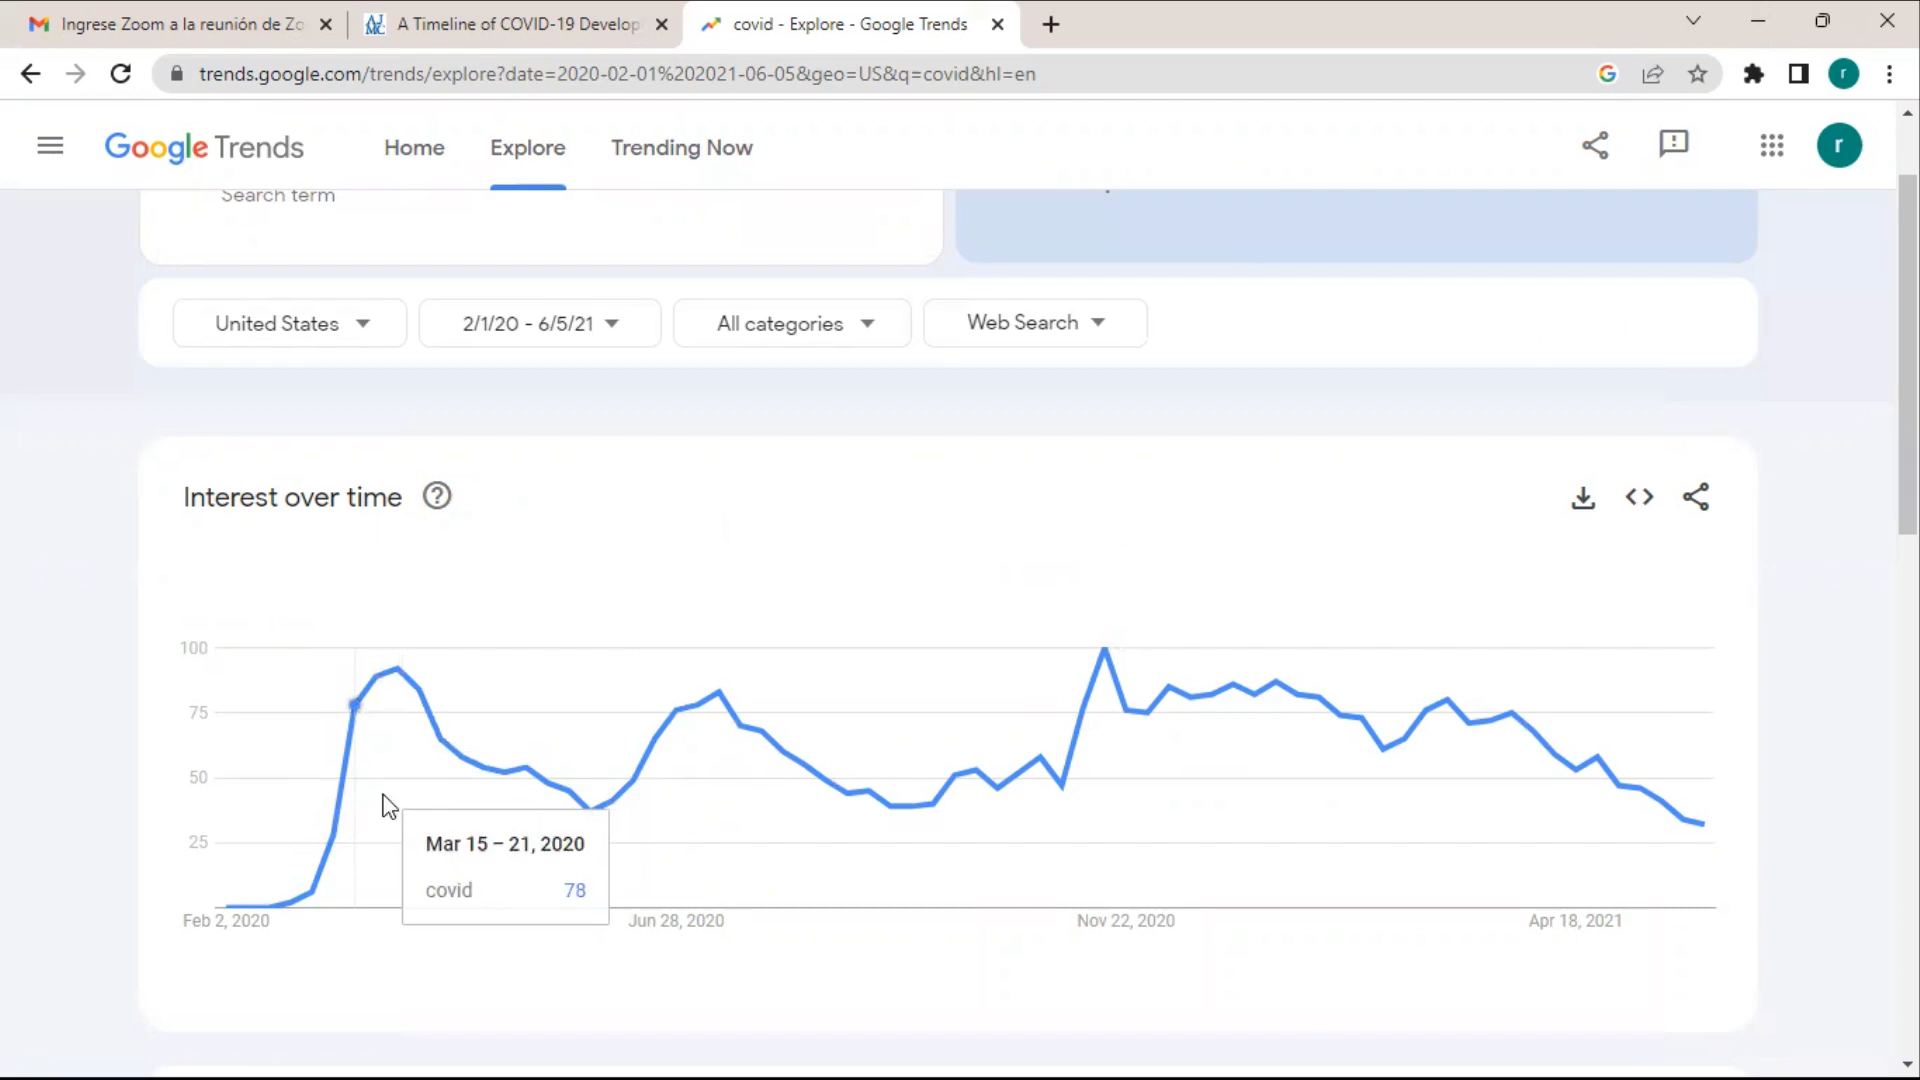 Ingrese Zoom a la reunión de Zo
A Timeline of COVID-19 Develop
covid - Explore - Google Trends
trends.google.com/trends/explore?date=2020-02-01%202021-06-05&geo=US&q=covid&hl=en
G
r
Google Trends
Home
Explore
Trending Now
r
Search term
United States
2/1/20 - 6/5/21
All categories
Web Search
Interest over time
?
100
75
50
25
Mar 15 – 21, 2020
covid 78
Feb 2, 2020
Jun 28, 2020
Nov 22, 2020
Apr 18, 2021